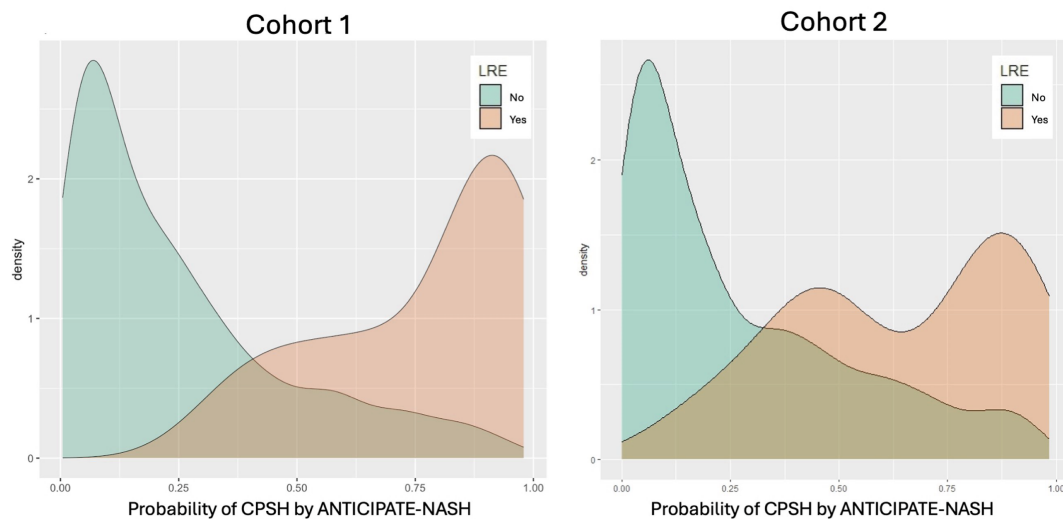 Cohort 1
LRE
No
Yes
density
2
1
0
0.00 0.25 0.50 0.75 1.00
Probability of CPSH by ANTICIPATE-NASH
Cohort 2
LRE
No
Yes
density
2
1
0
0.00 0.25 0.50 0.75 1.00
Probability of CPSH by ANTICIPATE-NASH